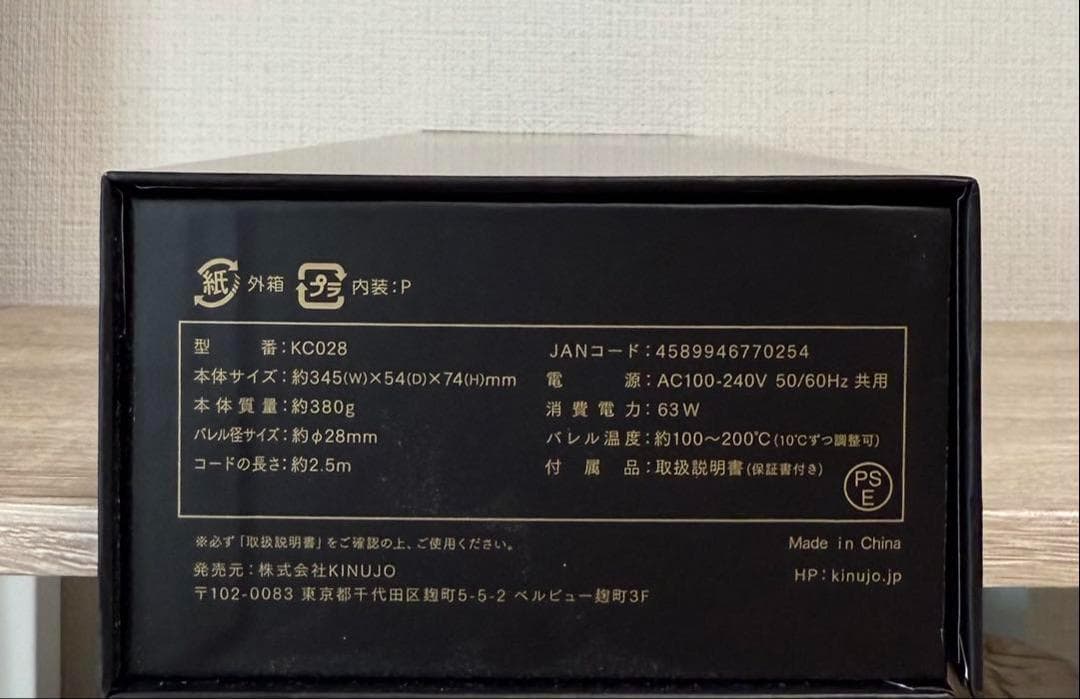 紙 外箱 プラ 内装:P
型番:KC028
本体サイズ:約345(W)×54(D)×74(H)mm
本体質量:約380g
バレル径サイズ:約φ28mm
コードの長さ:約2.5m
JANコード:4589946770254
電源:AC100-240V 50/60Hz 共用
消費電力:63W
バレル温度:約100~200℃(10℃ずつ調整可)
付属品:取扱説明書(保証書付き)
PS
E
※必ず「取扱説明書」をご確認の上、ご使用ください。
発売元:株式会社KINUJO
〒102-0083 東京都千代田区麹町5-5-2 ベルビュー麹町3F
Made in China
HP:kinujo.jp